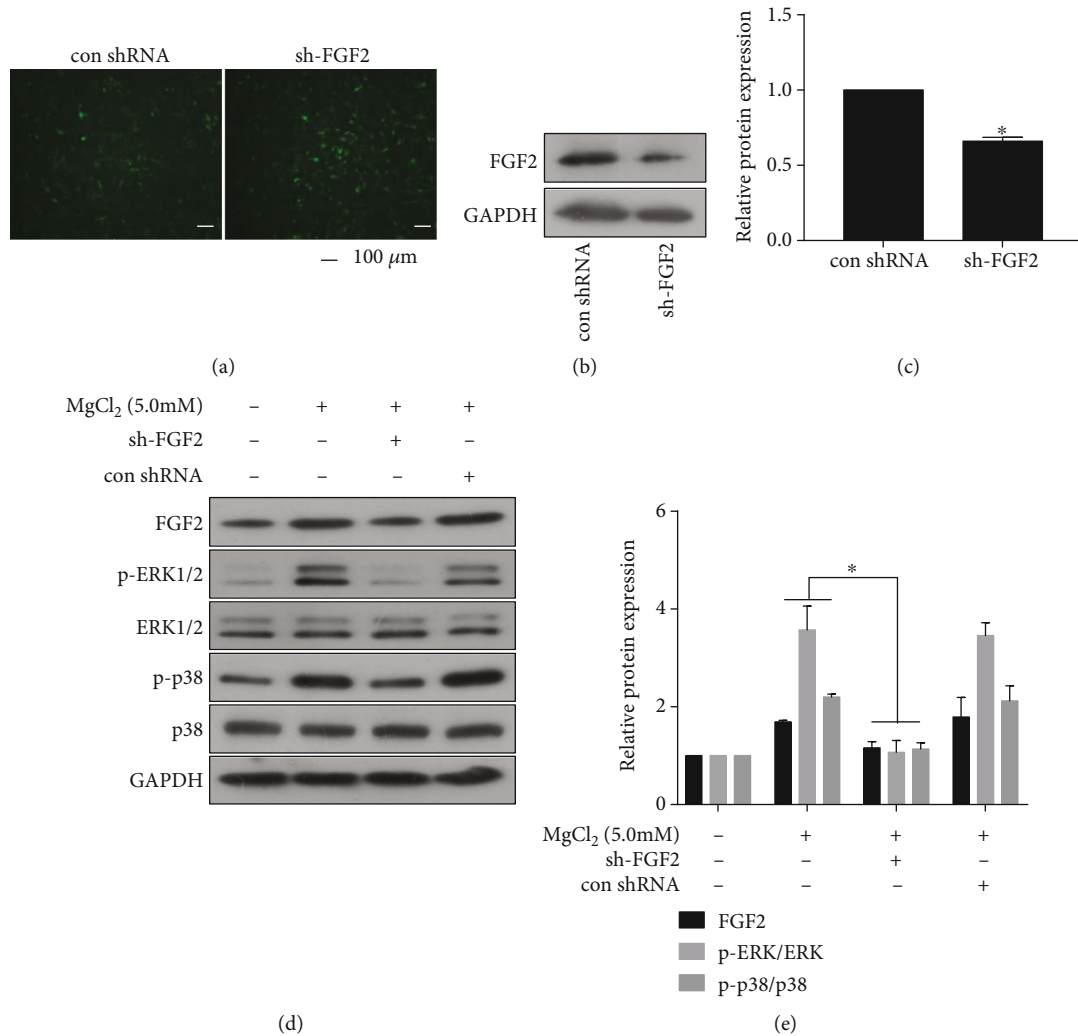 con shRNA sh-FGF2
100 μm
(a)
FGF2
GAPDH
con shRNA
sh-FGF2
(b)
Relative protein expression
1.5
1.0
0.5
0.0
*
con shRNA sh-FGF2
(c)
MgCl₂ (5.0mM) – + + +
sh-FGF2 – – + –
con shRNA – – – +
FGF2
p-ERK1/2
ERK1/2
p-p38
p38
GAPDH
(d)
Relative protein expression
6
4
2
0
*
MgCl₂ (5.0mM) – + + +
sh-FGF2 – – + –
con shRNA – – – +
FGF2
p-ERK/ERK
p-p38/p38
(e)